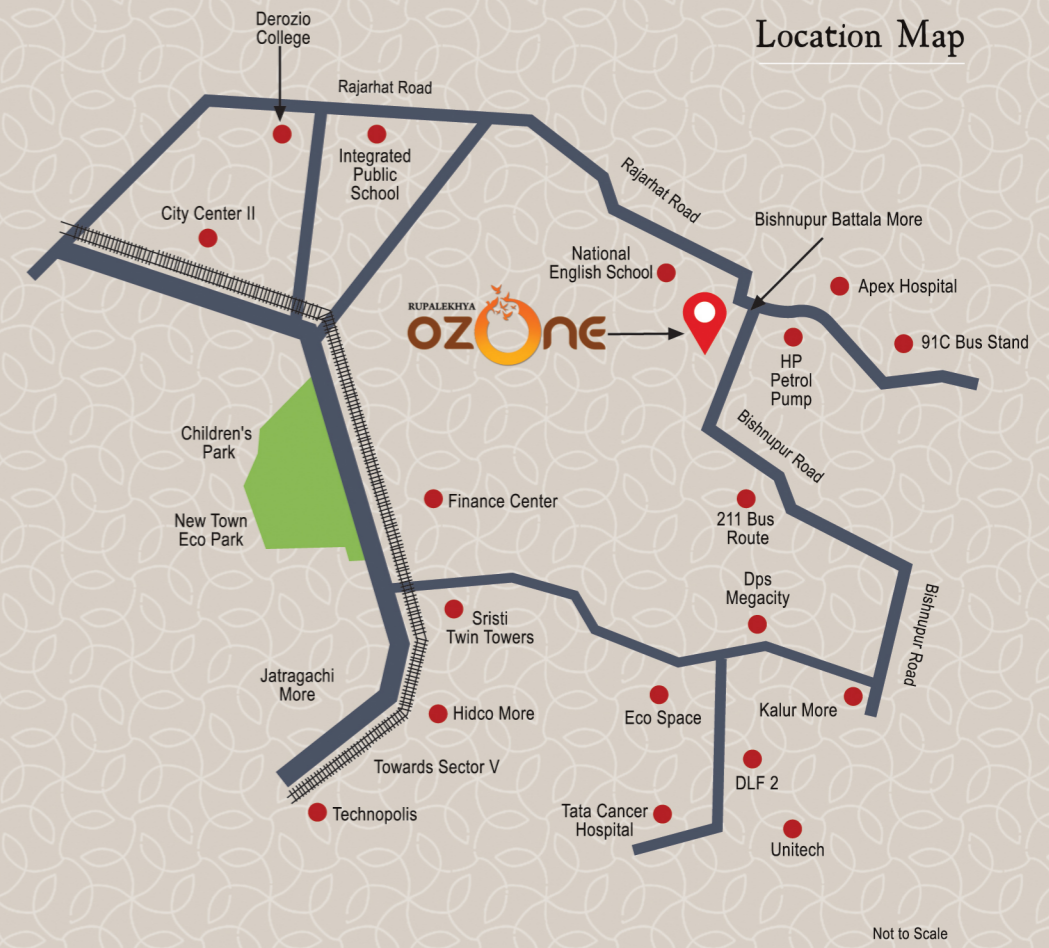 Location Map
Derozio
College
Rajarhat Road
Integrated
Public
School
City Center II
Rajarhat Road
Bishnupur Battala More
National
English School
Apex Hospital
RUPALEKHYA
OZONE
91C Bus Stand
HP
Petrol
Pump
Children's
Park
Bishnupur Road
New Town
Eco Park
Finance Center
211 Bus
Route
Dps
Megacity
Sristi
Twin Towers
Bishnupur Road
Jatragachi
More
Hidco More
Eco Space
Kalur More
Towards Sector V
DLF 2
Technopolis
Tata Cancer
Hospital
Unitech
Not to Scale